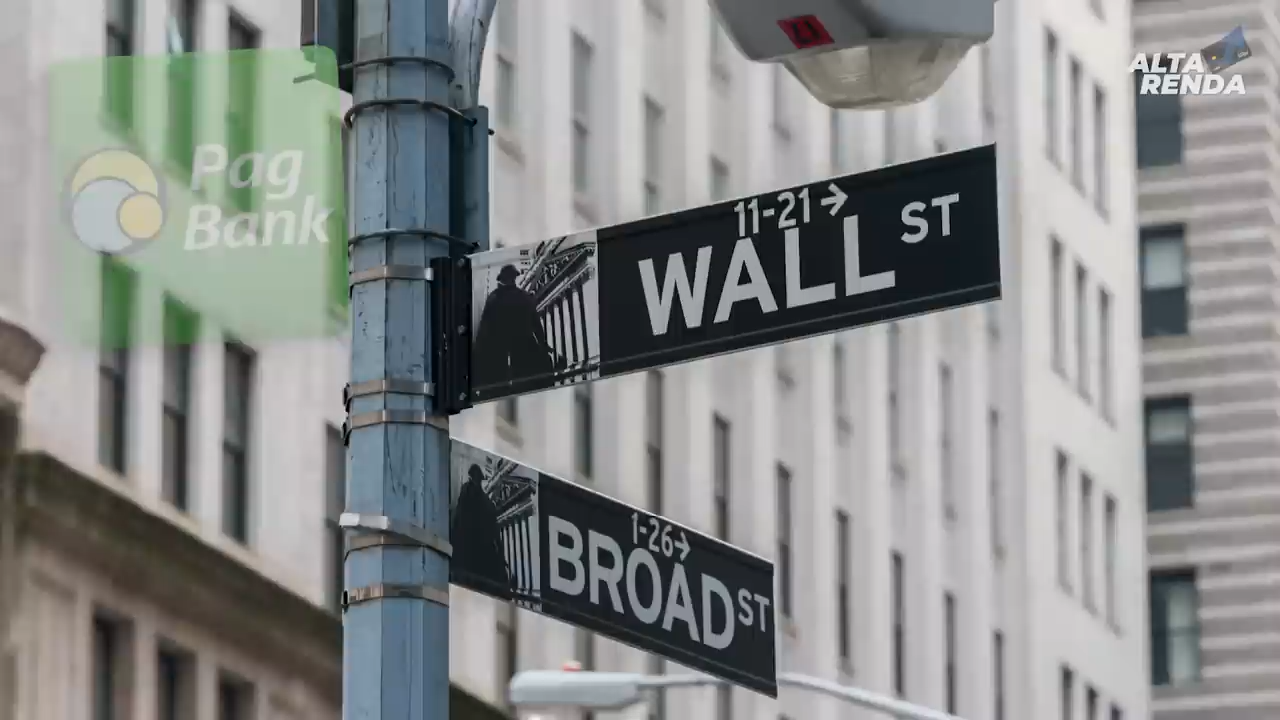 ALTA
RENDA
Pag
Bank
11-21→
WALL ST
1-26→
BROAD ST